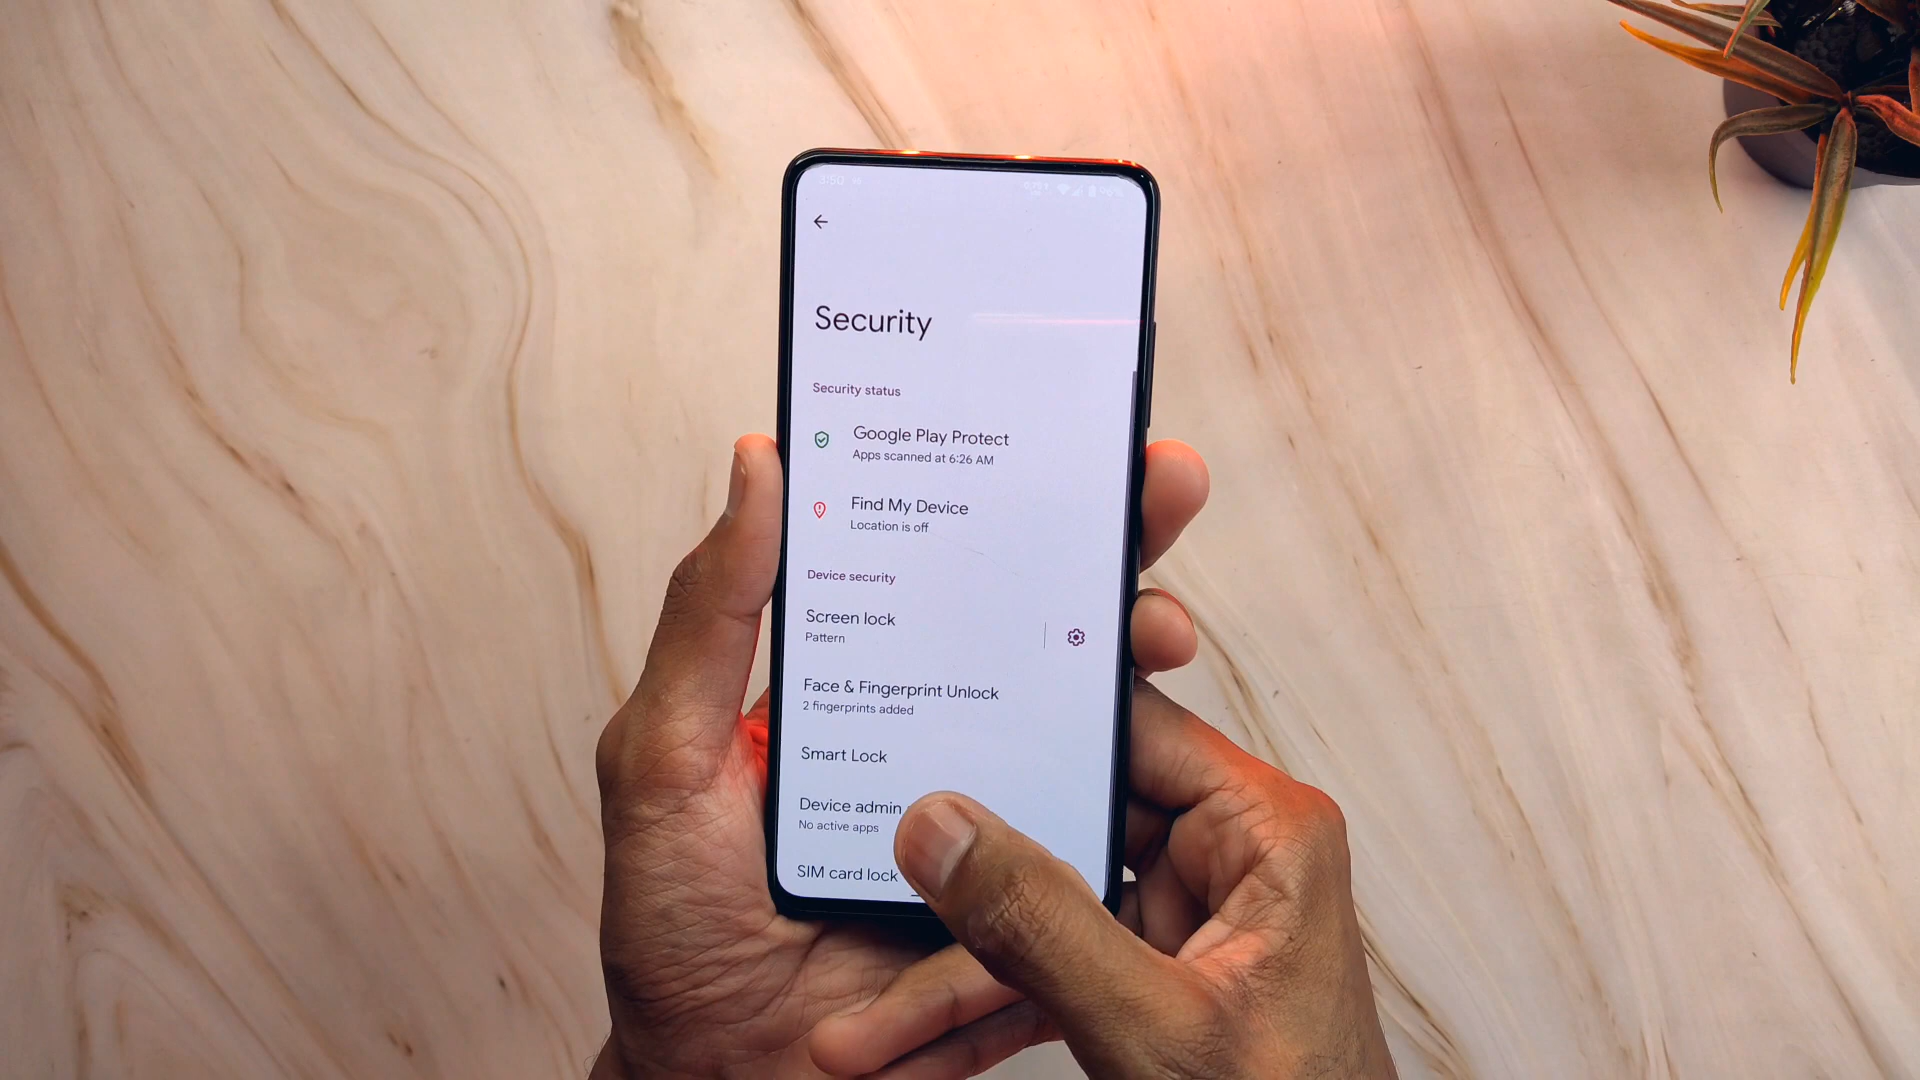 3:50
Security
Security status
Google Play Protect
Apps scanned at 6:26 AM
Find My Device
Location is off
Device security
Screen lock
Pattern
Face & Fingerprint Unlock
2 fingerprints added
Smart Lock
Device admin
No active apps
SIM card lock